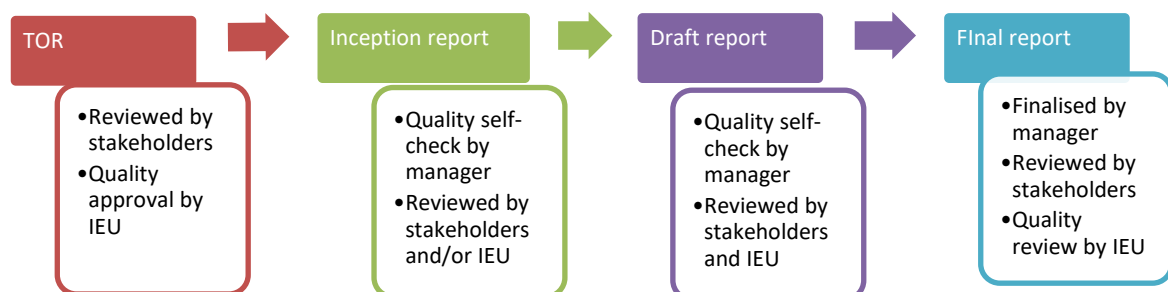 TOR
•Reviewed by
stakeholders
•Quality
approval by
IEU
Inception report
•Quality self-
check by
manager
•Reviewed by
stakeholders
and/or IEU
Draft report
•Quality self-
check by
manager
•Reviewed by
stakeholders
and IEU
FInal report
•Finalised by
manager
•Reviewed by
stakeholders
•Quality
review by IEU